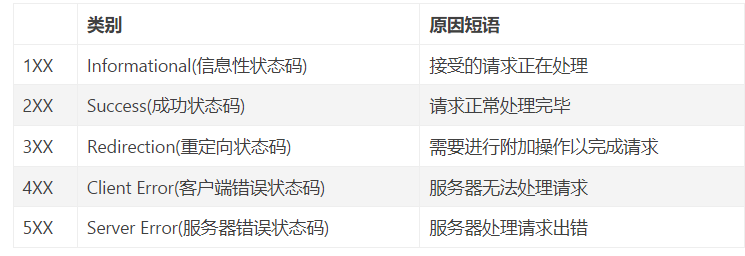 类别 原因短语
1XX Informational(信息性状态码) 接受的请求正在处理
2XX Success(成功状态码) 请求正常处理完毕
3XX Redirection(重定向状态码) 需要进行附加操作以完成请求
4XX Client Error(客户端错误状态码) 服务器无法处理请求
5XX Server Error(服务器错误状态码) 服务器处理请求出错